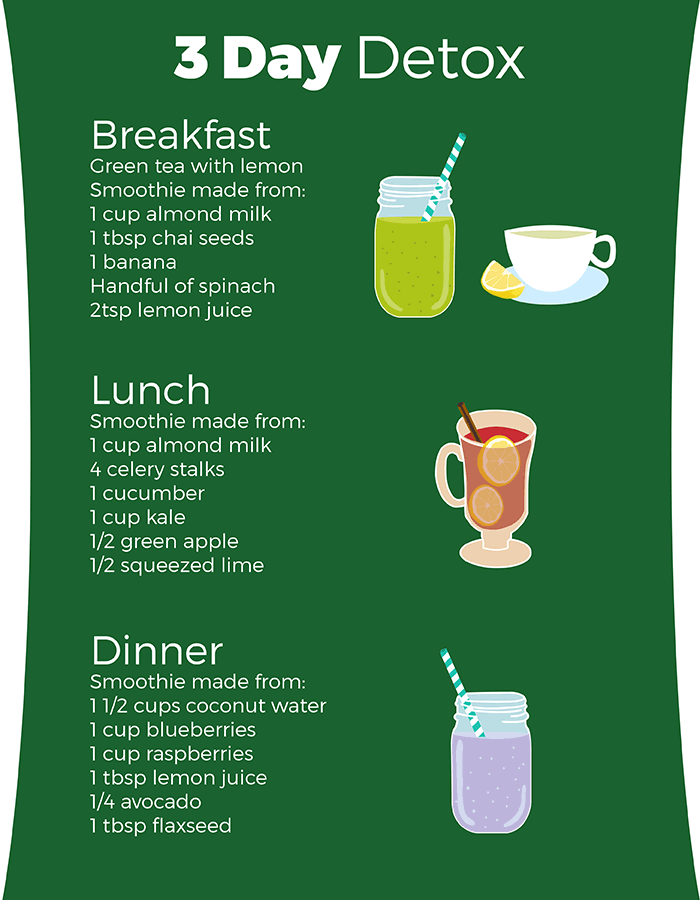 3 Day Detox
Breakfast
Green tea with lemon
Smoothie made from:
1 cup almond milk
1 tbsp chai seeds
1 banana
Handful of spinach
2tsp lemon juice
Lunch
Smoothie made from:
1 cup almond milk
4 celery stalks
1 cucumber
1 cup kale
1/2 green apple
1/2 squeezed lime
Dinner
Smoothie made from:
1 1/2 cups coconut water
1 cup blueberries
1 cup raspberries
1 tbsp lemon juice
1/4 avocado
1 tbsp flaxseed